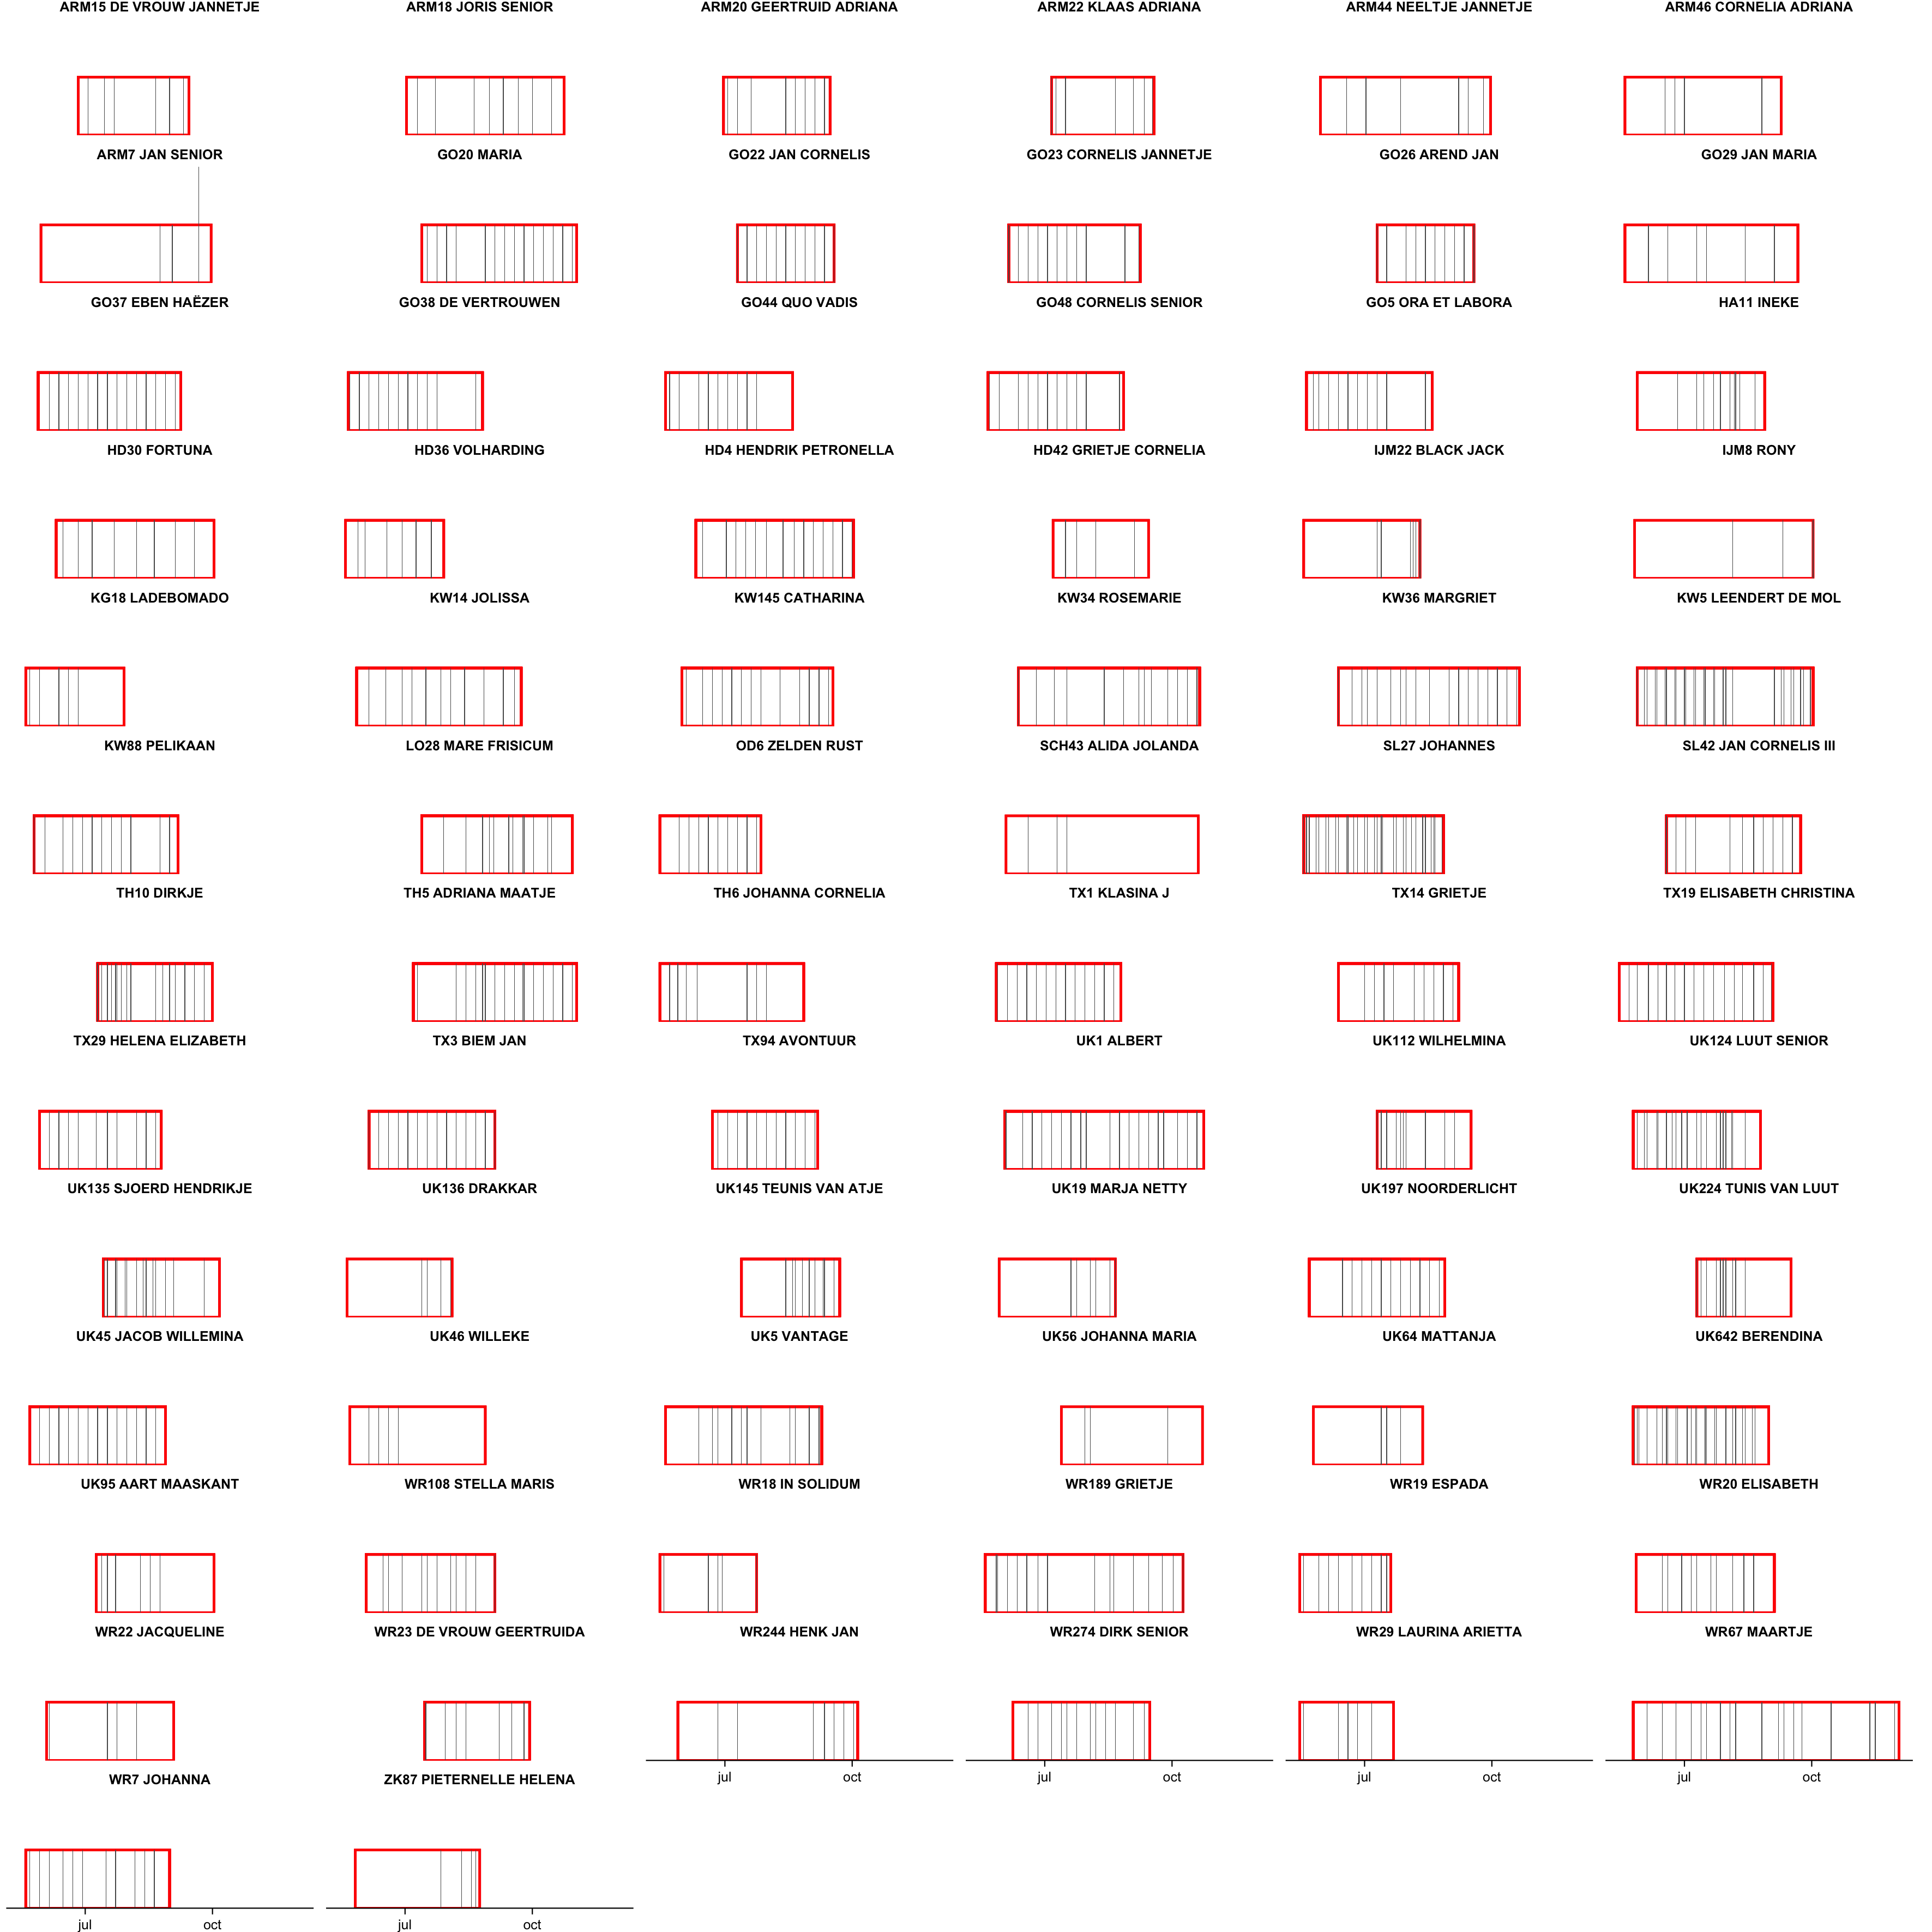 ARM15 DE VROUW JANNETJE ARM18 JORIS SENIOR ARM20 GEERTRUID ADRIANA ARM22 KLAAS ADRIANA ARM44 NEELTJE JANNETJE ARM46 CORNELIA ADRIANA
ARM7 JAN SENIOR GO20 MARIA GO22 JAN CORNELIS GO23 CORNELIS JANNETJE GO26 AREND JAN GO29 JAN MARIA
GO37 EBEN HAËZER GO38 DE VERTROUWEN GO44 QUO VADIS GO48 CORNELIS SENIOR GO5 ORA ET LABORA HA11 INEKE
HD30 FORTUNA HD36 VOLHARDING HD4 HENDRIK PETRONELLA HD42 GRIETJE CORNELIA IJM22 BLACK JACK IJM8 RONY
KG18 LADEBOMADO KW14 JOLISSA KW145 CATHARINA KW34 ROSEMARIE KW36 MARGRIET KW5 LEENDERT DE MOL
KW88 PELIKAAN LO28 MARE FRISICUM OD6 ZELDEN RUST SCH43 ALIDA JOLANDA SL27 JOHANNES SL42 JAN CORNELIS III
TH10 DIRKJE TH5 ADRIANA MAATJE TH6 JOHANNA CORNELIA TX1 KLASINA J TX14 GRIETJE TX19 ELISABETH CHRISTINA
TX29 HELENA ELIZABETH TX3 BIEM JAN TX94 AVONTUUR UK1 ALBERT UK112 WILHELMINA UK124 LUUT SENIOR
UK135 SJOERD HENDRIKJE UK136 DRAKKAR UK145 TEUNIS VAN ATJE UK19 MARJA NETTY UK197 NOORDERLICHT UK224 TUNIS VAN LUUT
UK45 JACOB WILLEMINA UK46 WILLEKE UK5 VANTAGE UK56 JOHANNA MARIA UK64 MATTANJA UK642 BERENDINA
UK95 AART MAASKANT WR108 STELLA MARIS WR18 IN SOLIDUM WR189 GRIETJE WR19 ESPADA WR20 ELISABETH
WR22 JACQUELINE WR23 DE VROUW GEERTRUIDA WR244 HENK JAN WR274 DIRK SENIOR WR29 LAURINA ARIETTA WR67 MAARTJE
jul oct jul oct jul oct jul oct
WR7 JOHANNA ZK87 PIETERNELLE HELENA
jul oct jul oct